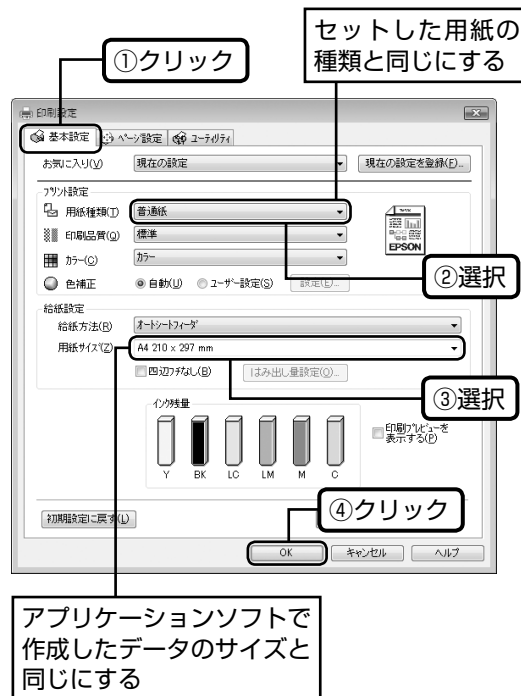 セットした用紙の
種類と同じにする
①クリック
印刷設定
基本設定 ページ設定 ユーティリティ
お気に入り(V) 現在の設定 現在の設定を登録(F)...
プリント設定
用紙種類(T) 普通紙
印刷品質(Q) 標準
カラー(C) カラー
EPSON
②選択
色補正 自動(U) ユーザー設定(S) 設定(E)...
給紙設定
給紙方法(R) オートシートフィーダ
用紙サイズ(Z) A4 210 x 297 mm
四辺フチなし(B) はみ出し量設定(O)...
③選択
インク残量
印刷プレビューを
表示する(P)
Y BK LC LM M C
④クリック
初期設定に戻す(L)
OK キャンセル ヘルプ
アプリケーションソフトで
作成したデータのサイズと
同じにする